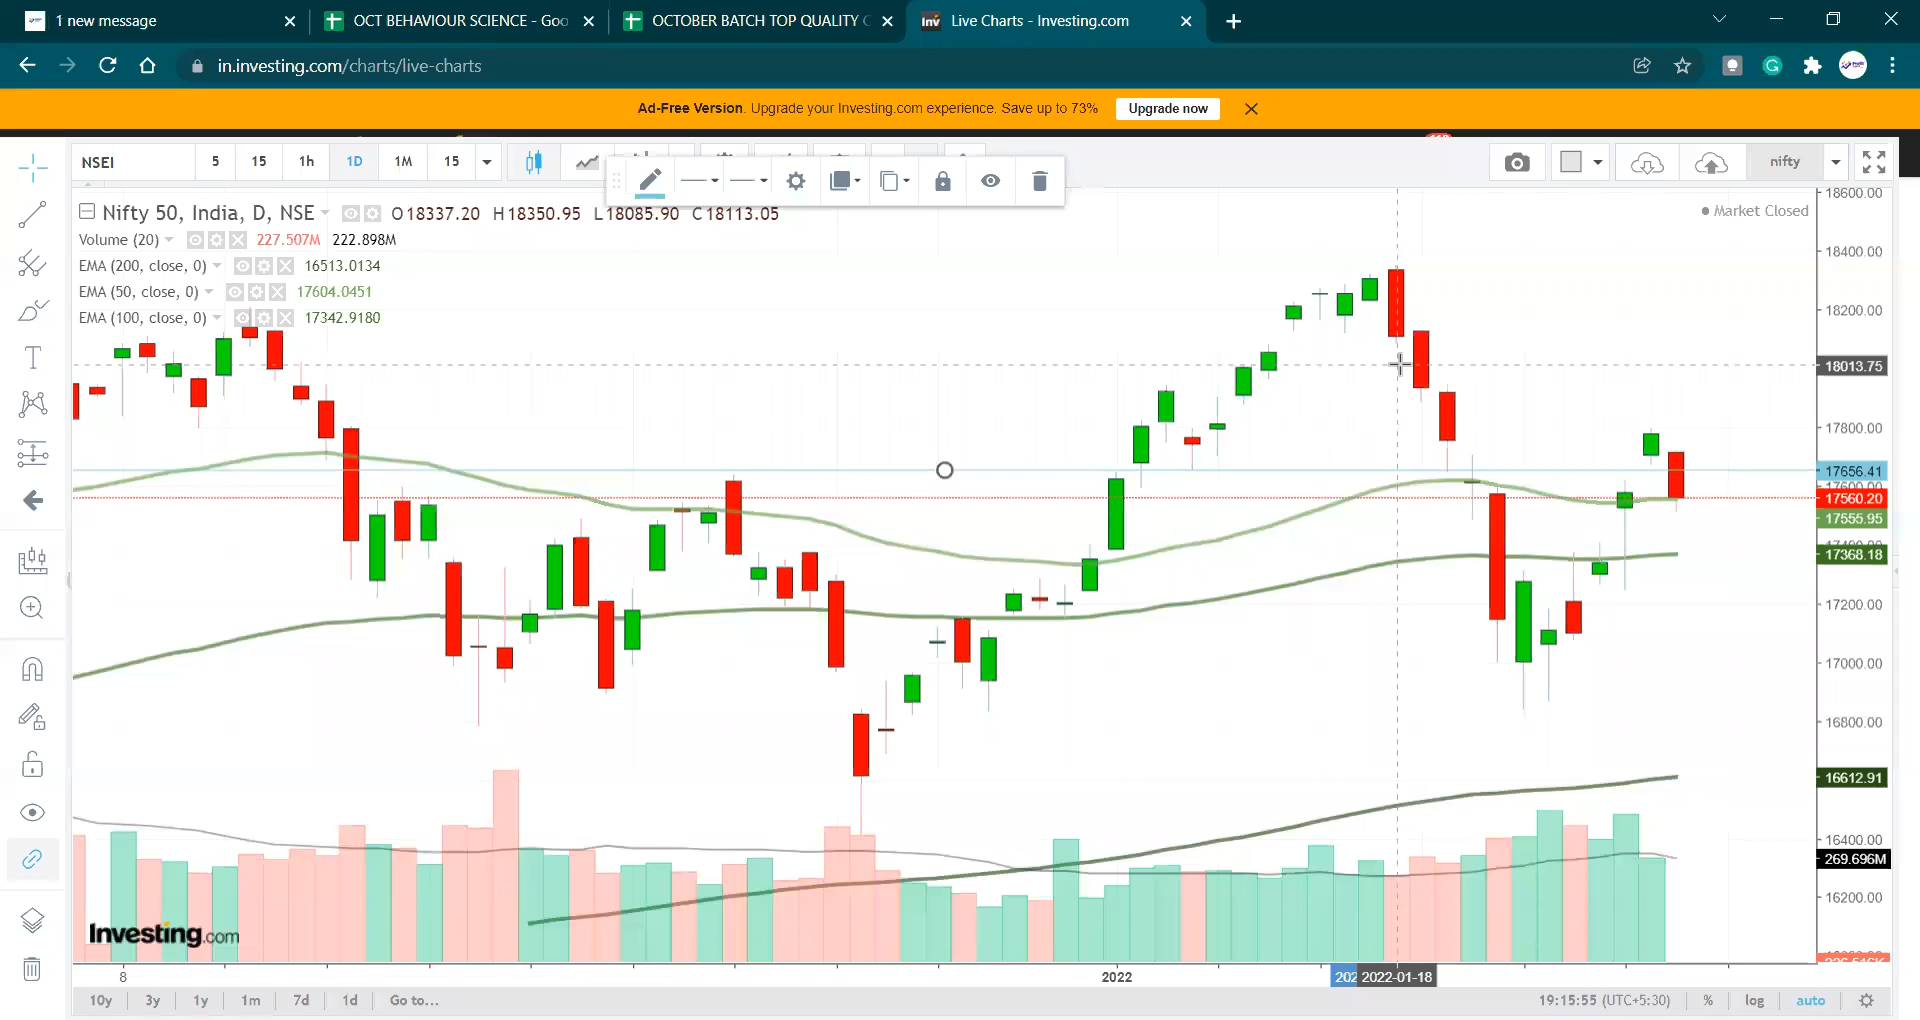 1 new message
OCT BEHAVIOUR SCIENCE - Goo
OCTOBER BATCH TOP QUALITY C
Inv
Live Charts - Investing.com
in.investing.com/charts/live-charts
Ad-Free Version. Upgrade your Investing.com experience. Save up to 73%
Upgrade now
NSEI
5
15
1h
1D
1M
15
nifty
Nifty 50, India, D, NSE
O18337.20 H18350.95 L18085.90 C18113.05
Market Closed
Volume (20)
227.507M 222.898M
EMA (200, close, 0)
16513.0134
EMA (50, close, 0)
17604.0451
EMA (100, close, 0)
17342.9180
18600.00
18400.00
18200.00
18013.75
17800.00
17656.41
17560.20
17555.95
17368.18
17200.00
17000.00
16800.00
16612.91
16400.00
269.696M
16200.00
Investing.com
8
2022
202
2022-01-18
10y
3y
1y
1m
7d
1d
Go to...
19:15:55 (UTC+5:30)
%
log
auto